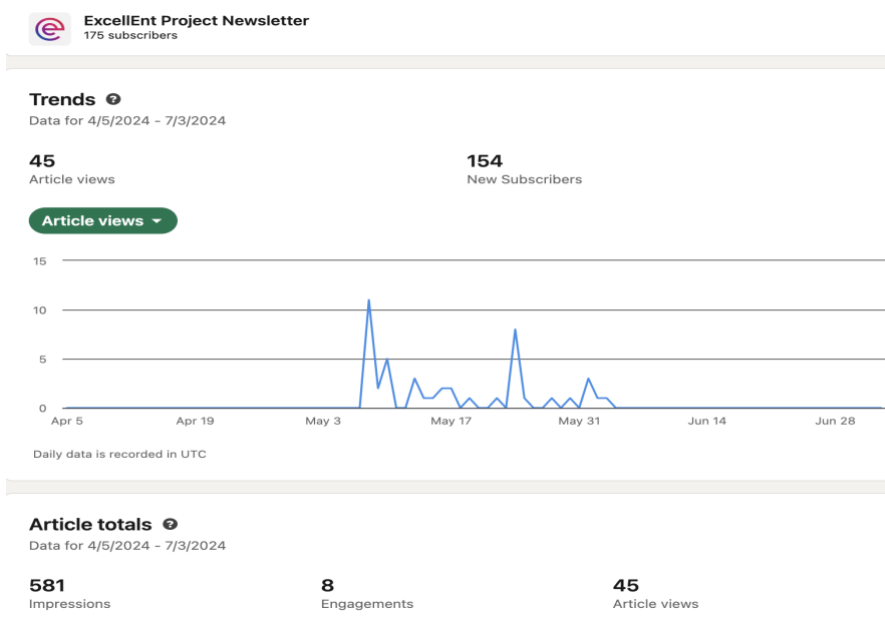 ExcellEnt Project Newsletter
175 subscribers
Trends ?
Data for 4/5/2024 - 7/3/2024
45 154
Article views New Subscribers
Article views
15
10
5
0
Apr 5 Apr 19 May 3 May 17 May 31 Jun 14 Jun 28
Daily data is recorded in UTC
Article totals ?
Data for 4/5/2024 - 7/3/2024
581 8 45
Impressions Engagements Article views